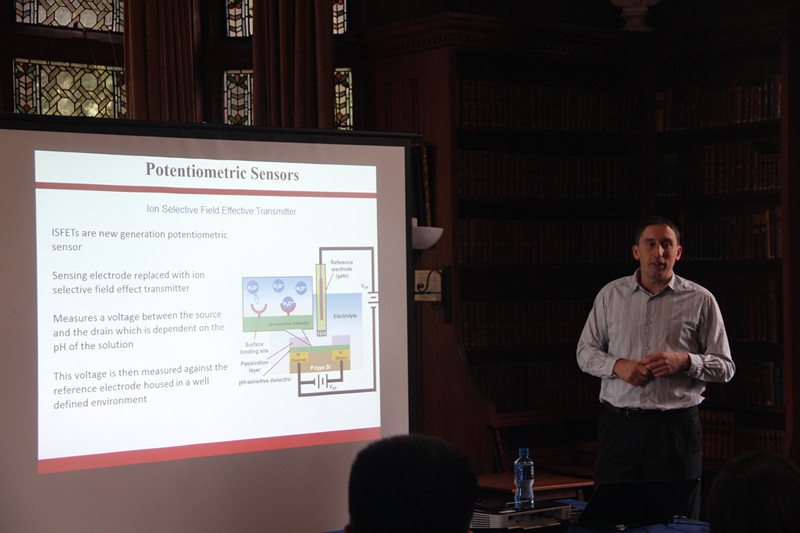 Potentiometric Sensors
Ion Selective Field Effective Transmitter
ISFETs are new generation potentiometric
sensor
Sensing electrode replaced with ion
selective field effect transmitter
Measures a voltage between the source
and the drain which is dependent on the
pH of the solution
This voltage is then measured against the
reference electrode housed in a well
defined environment
Reference
electrode
(gate)
Electrolyte
pH-sensitive dielectric
Surface
binding site
Passivation
layer
pH-sensitive dielectric
P-type Si